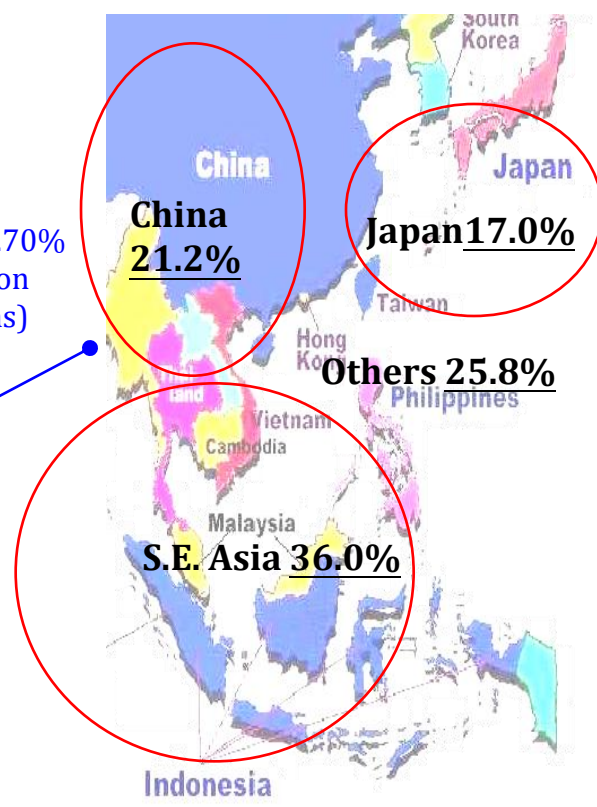 South
Korea
China
Japan
China
21.2%
Japan17.0%
70%
on
s)
Taiwan
Hong
Kong
Others 25.8%
Philippines
land
Vietnam
Cambodia
Malaysia
S.E. Asia 36.0%
Indonesia